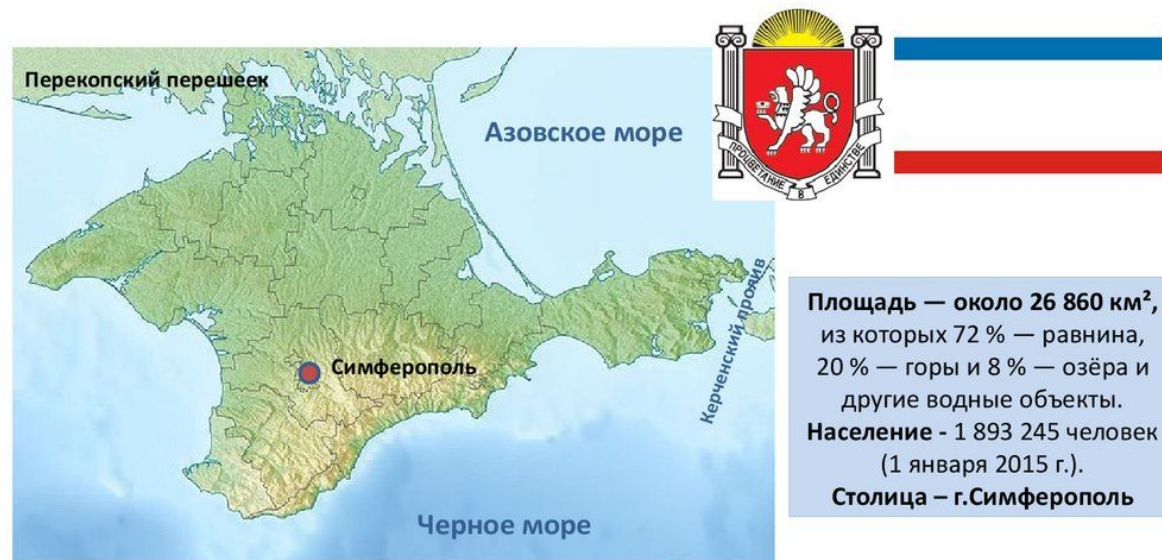 Перекопский перешеек
Азовское море
ПРОЦВЕТАНИЕ
В
ЕДИНСТВЕ
Симферополь
Керченский пролив
Черное море
Площадь — около 26 860 км²,
из которых 72 % — равнина,
20 % — горы и 8 % — озёра и
другие водные объекты.
Население - 1 893 245 человек
(1 января 2015 г.).
Столица – г.Симферополь